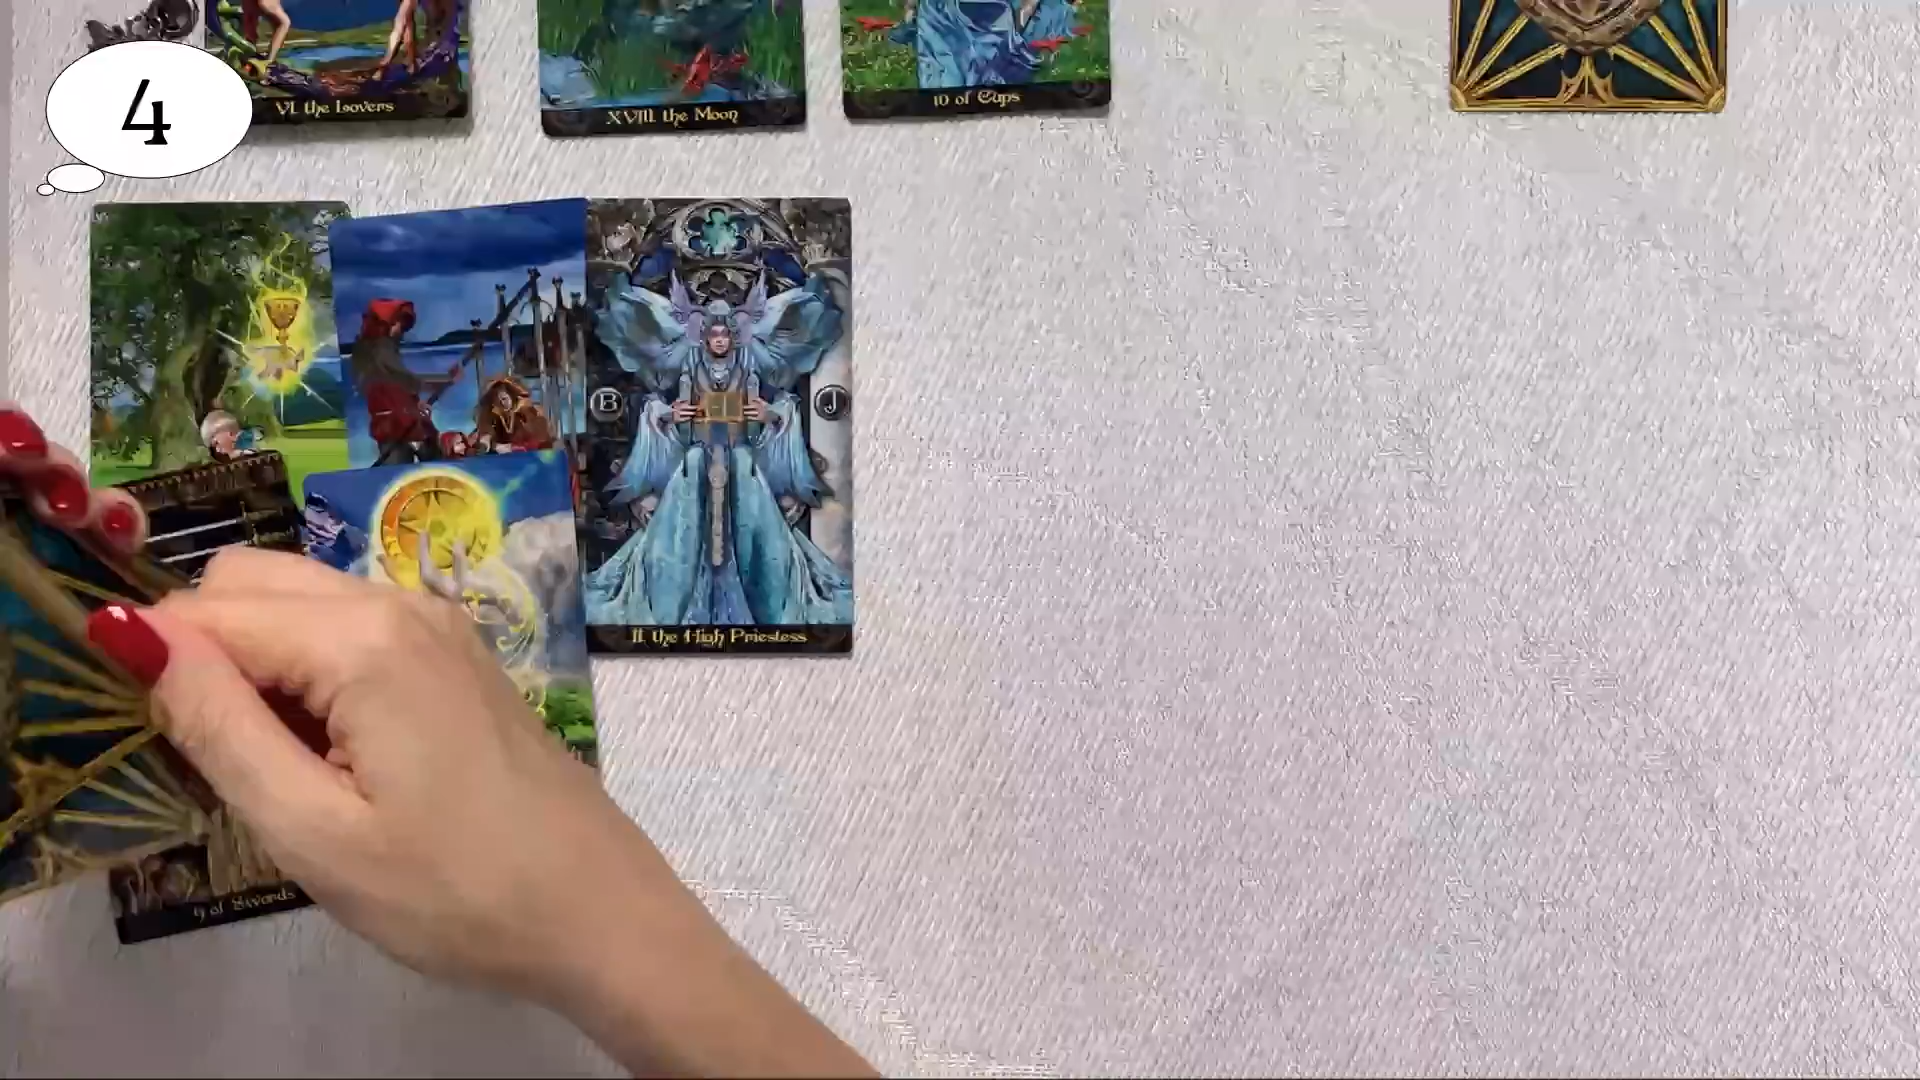 4
VI the Lovers
XVIII the Moon
10 of Cups
B
J
II the High Priestess
of Swords